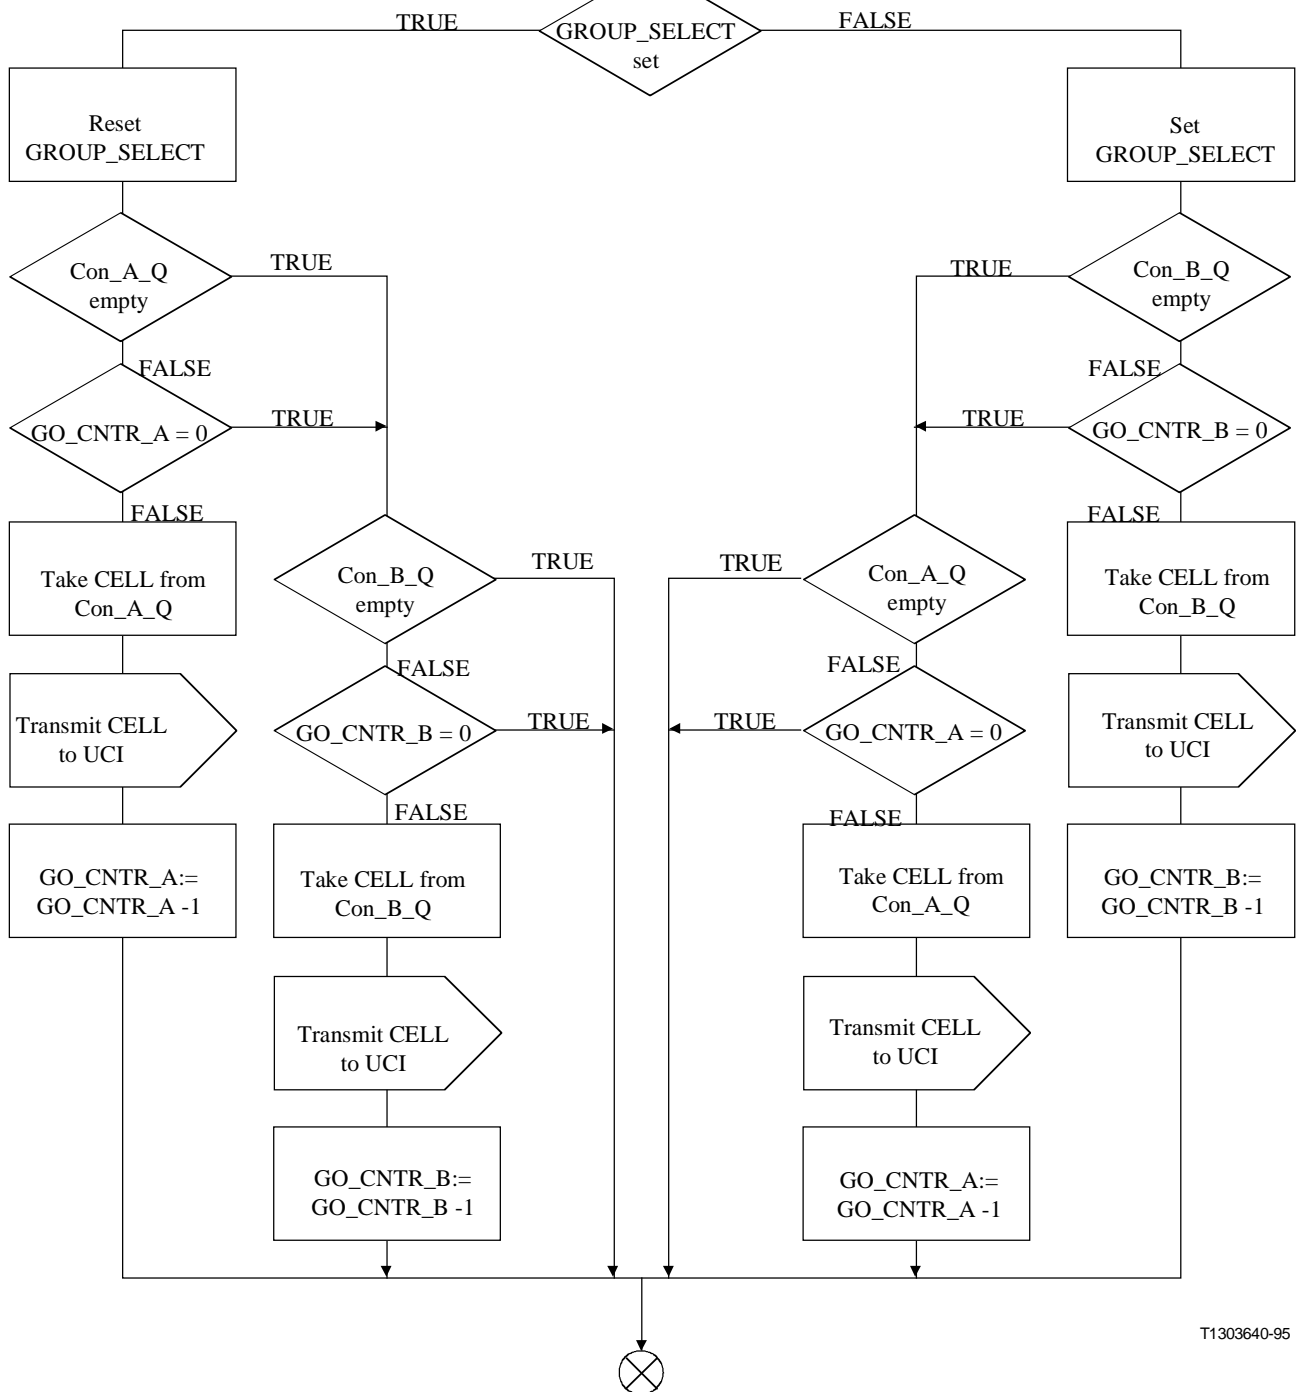 TRUE
GROUP_SELECT
set
FALSE
Reset
GROUP_SELECT
Set
GROUP_SELECT
Con_A_Q
empty
TRUE
TRUE
Con_B_Q
empty
FALSE
FALSE
GO_CNTR_A = 0
TRUE
TRUE
GO_CNTR_B = 0
FALSE
FALSE
Take CELL from
Con_A_Q
Con_B_Q
empty
TRUE
TRUE
Con_A_Q
empty
Take CELL from
Con_B_Q
FALSE
FALSE
Transmit CELL
to UCI
GO_CNTR_B = 0
TRUE
TRUE
GO_CNTR_A = 0
Transmit CELL
to UCI
FALSE
FALSE
GO_CNTR_A:=
GO_CNTR_A -1
Take CELL from
Con_B_Q
Take CELL from
Con_A_Q
GO_CNTR_B:=
GO_CNTR_B -1
Transmit CELL
to UCI
Transmit CELL
to UCI
GO_CNTR_B:=
GO_CNTR_B -1
GO_CNTR_A:=
GO_CNTR_A -1
T1303640-95